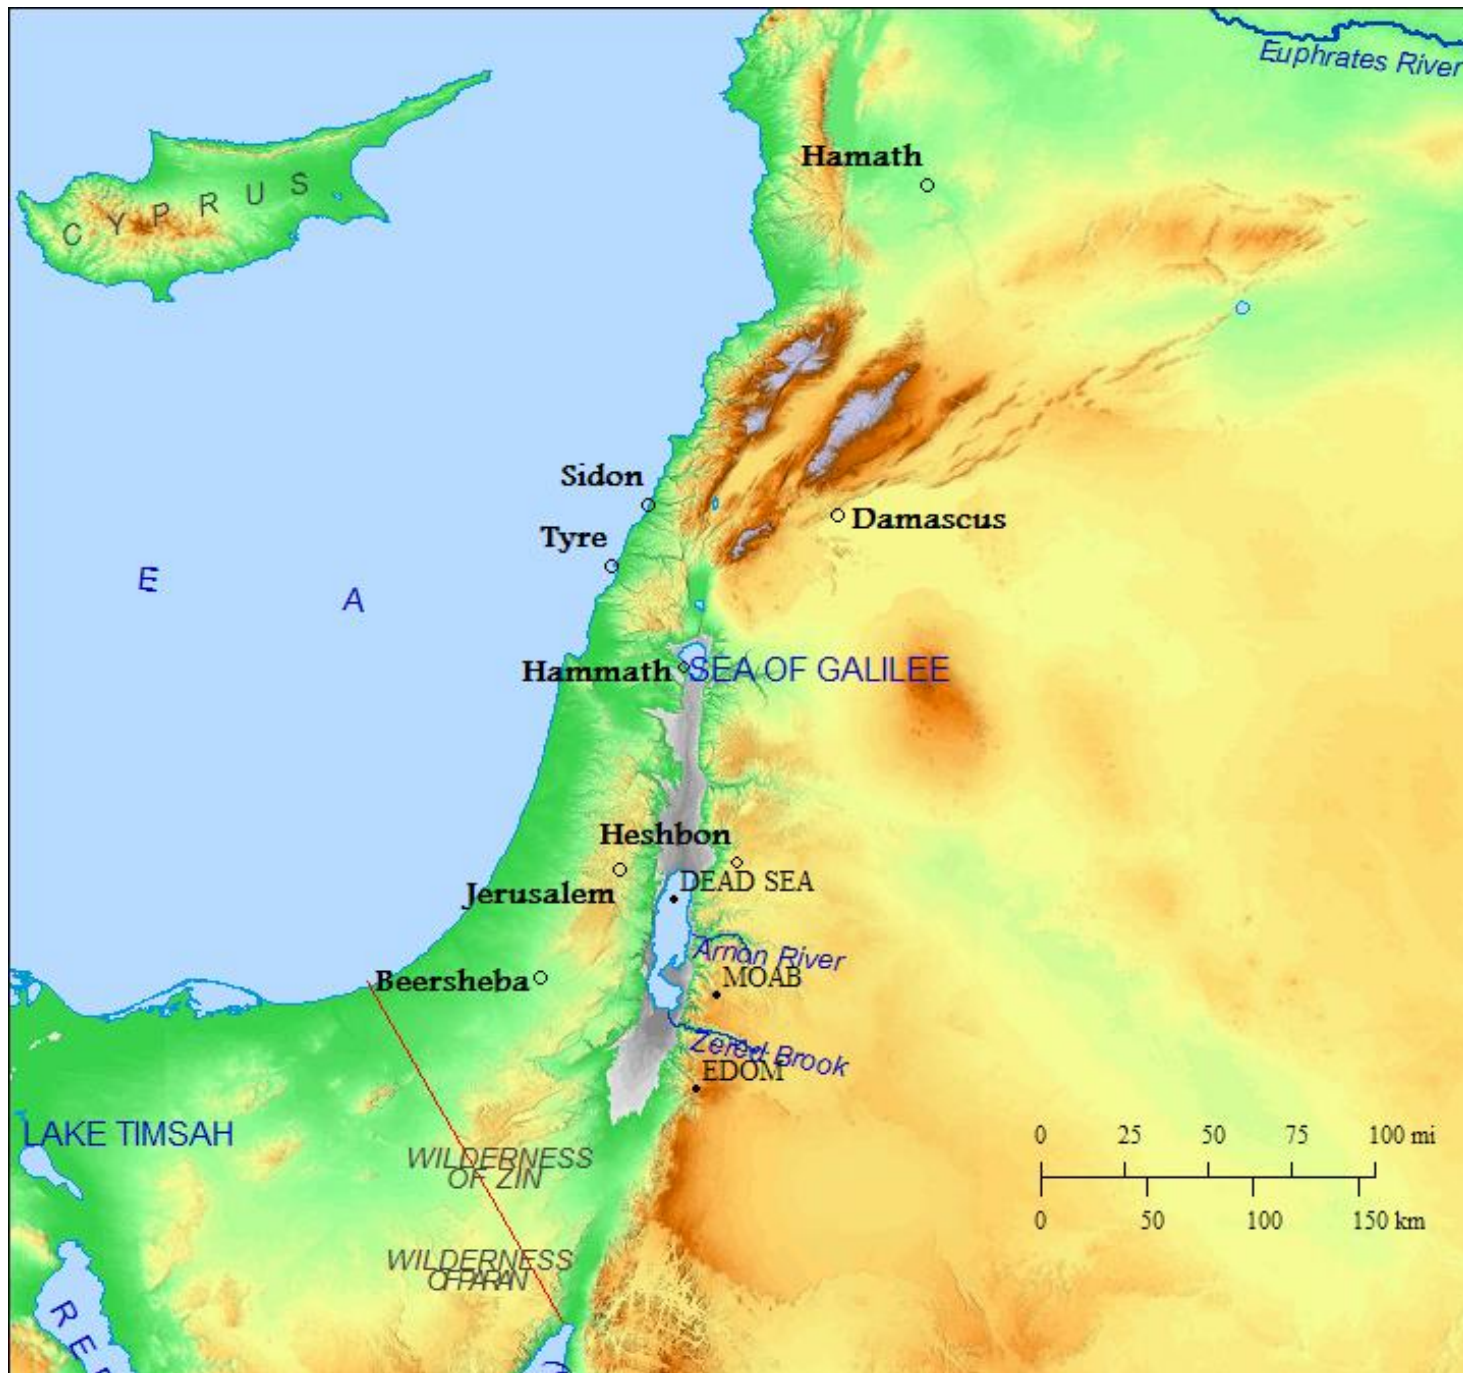 Euphrates River
Hamath
CYPRUS
Sidon
Damascus
Tyre
E A
Hammath
SEA OF GALILEE
Heshbon
DEAD SEA
Jerusalem
Arnon River
Beersheba
MOAB
Zered Brook
EDOM
LAKE TIMSAH
0 25 50 75 100 mi
WILDERNESS
OF ZIN
0 50 100 150 km
WILDERNESS
OF PARAN
RE